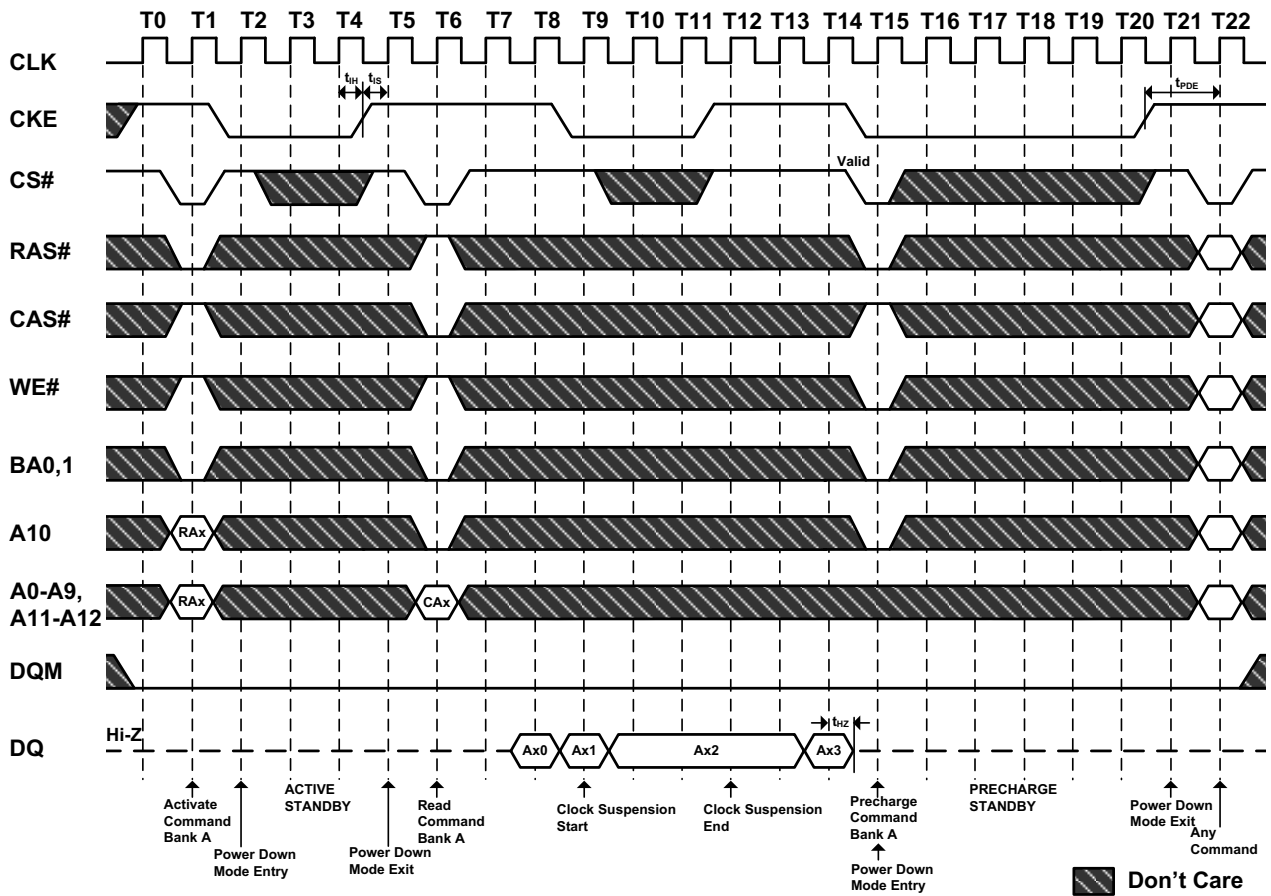 T0 T1 T2 T3 T4 T5 T6 T7 T8 T9 T10 T11 T12 T13 T14 T15 T16 T17 T18 T19 T20 T21 T22
CLK
tIH tIS
tPDE
CKE
Valid
CS#
RAS#
CAS#
WE#
BA0,1
A10
RAx
A0-A9,
A11-A12
RAx
CAx
DQM
Hi-Z
tHZ
DQ
Ax0
Ax1
Ax2
Ax3
Activate
Command
Bank A
ACTIVE
STANDBY
Power Down
Mode Entry
Power Down
Mode Exit
Read
Command
Bank A
Clock Suspension
Start
Clock Suspension
End
Precharge
Command
Bank A
Power Down
Mode Entry
PRECHARGE
STANDBY
Power Down
Mode Exit
Any
Command
Don't Care